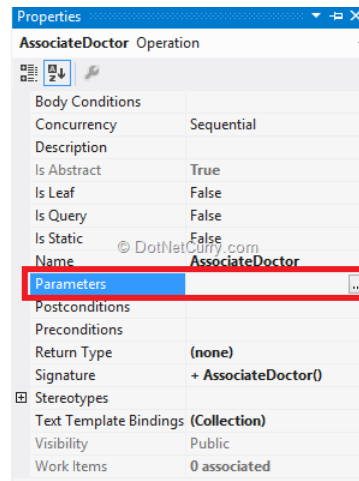 Properties
AssociateDoctor Operation
Body Conditions
Concurrency Sequential
Description
Is Abstract True
Is Leaf False
Is Query False
Is Static False
© DotNetCurry.com
Name AssociateDoctor
Parameters ...
Postconditions
Preconditions
Return Type (none)
Signature + AssociateDoctor()
Stereotypes
Text Template Bindings (Collection)
Visibility Public
Work Items 0 associated